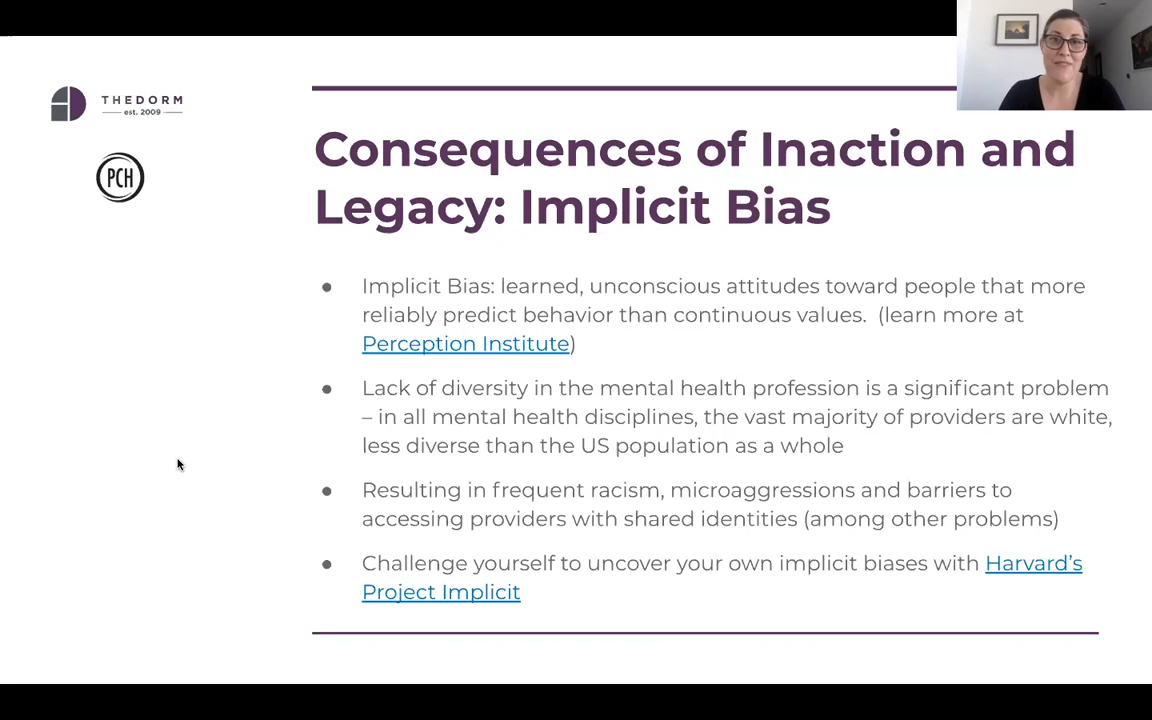 THEDORM
est. 2009
PCH
Consequences of Inaction and
Legacy: Implicit Bias
● Implicit Bias: learned, unconscious attitudes toward people that more
reliably predict behavior than continuous values.  (learn more at
Perception Institute)
● Lack of diversity in the mental health profession is a significant problem
– in all mental health disciplines, the vast majority of providers are white,
less diverse than the US population as a whole
● Resulting in frequent racism, microaggressions and barriers to
accessing providers with shared identities (among other problems)
● Challenge yourself to uncover your own implicit biases with Harvard's
Project Implicit